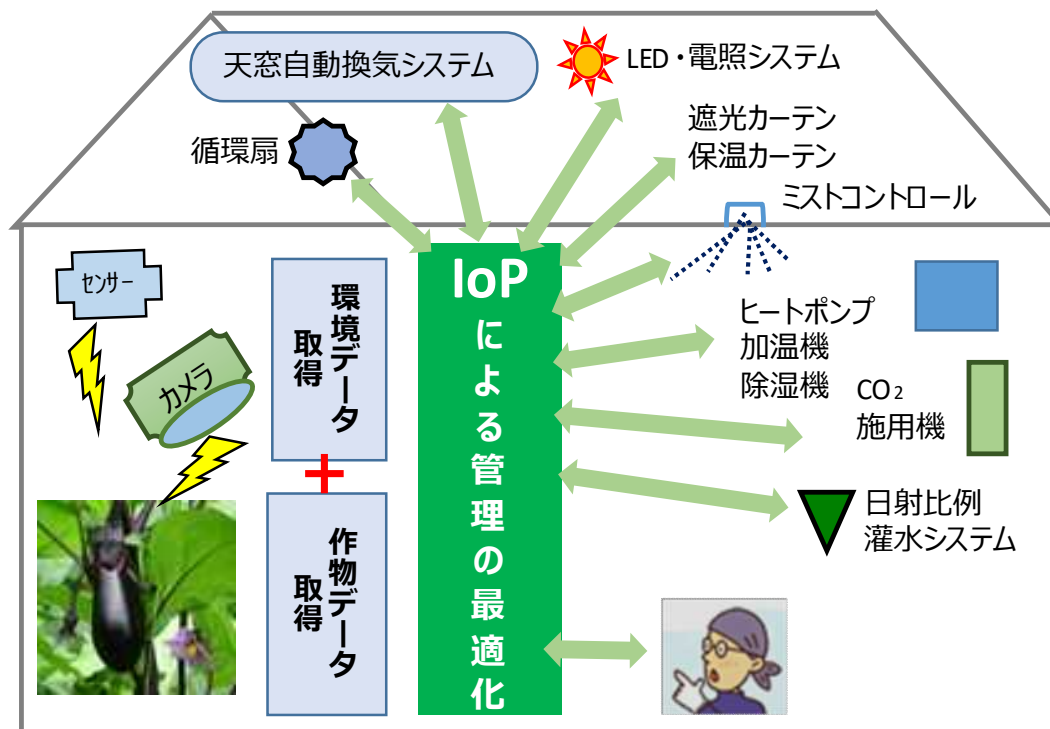 天窓自動換気システム
LED・電照システム
循環扇
遮光カーテン
保温カーテン
ミストコントロール
センサー
カメラ
環境データ
取得
+
作物データ
取得
IoPによる管理の最適化
ヒートポンプ
加温機
除湿機
CO₂
施用機
日射比例
灌水システム